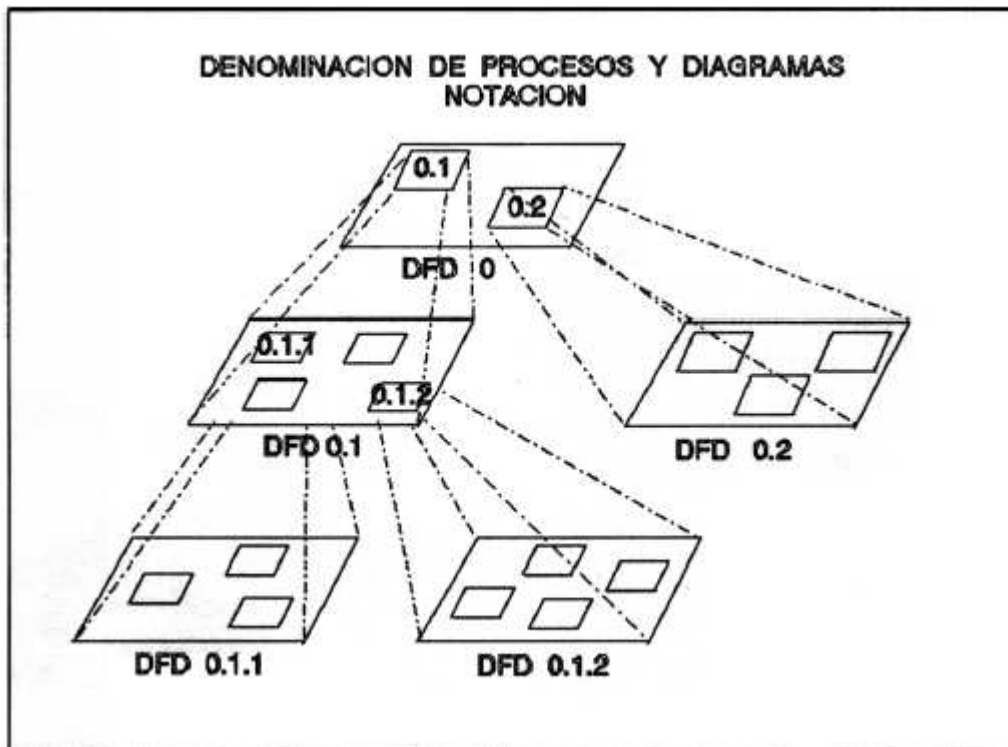 DENOMINACION DE PROCESOS Y DIAGRAMAS
NOTACION
0.1
0.2
DFD 0
0.1.1
0.1.2
DFD 0.1
DFD 0.2
DFD 0.1.1
DFD 0.1.2